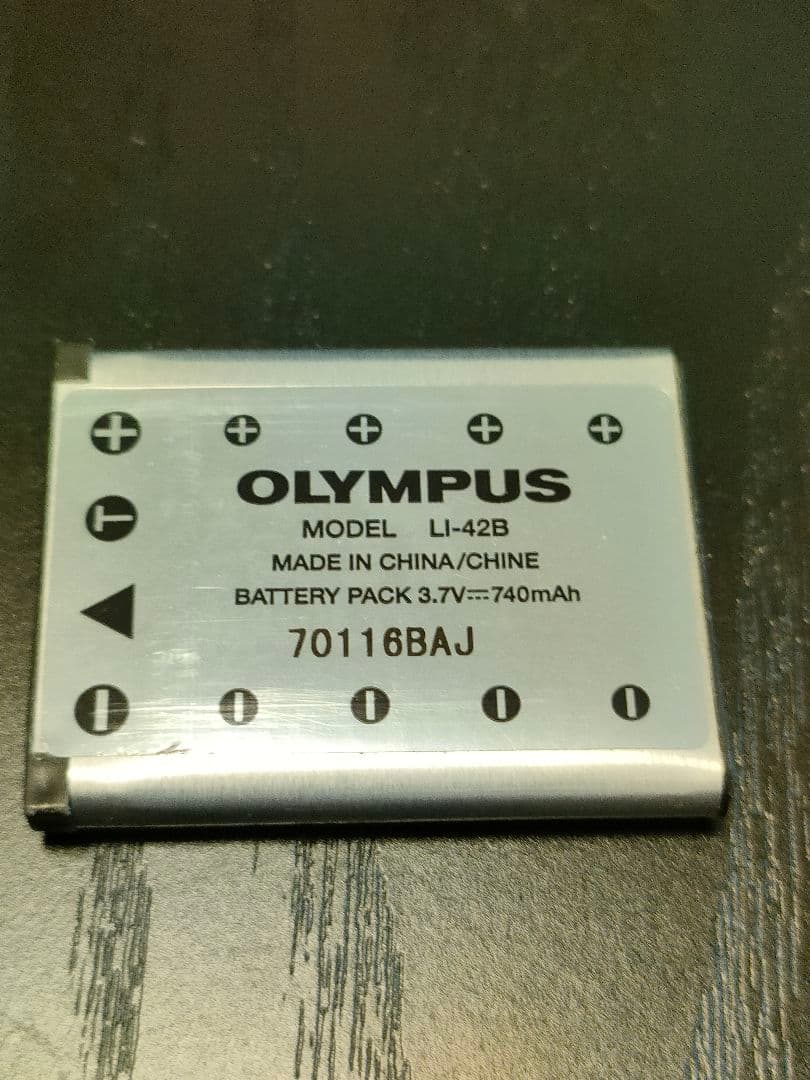 OLYMPUS
MODEL LI-42B
MADE IN CHINA/CHINE
BATTERY PACK 3.7V⎓740mAh
70116BAJ